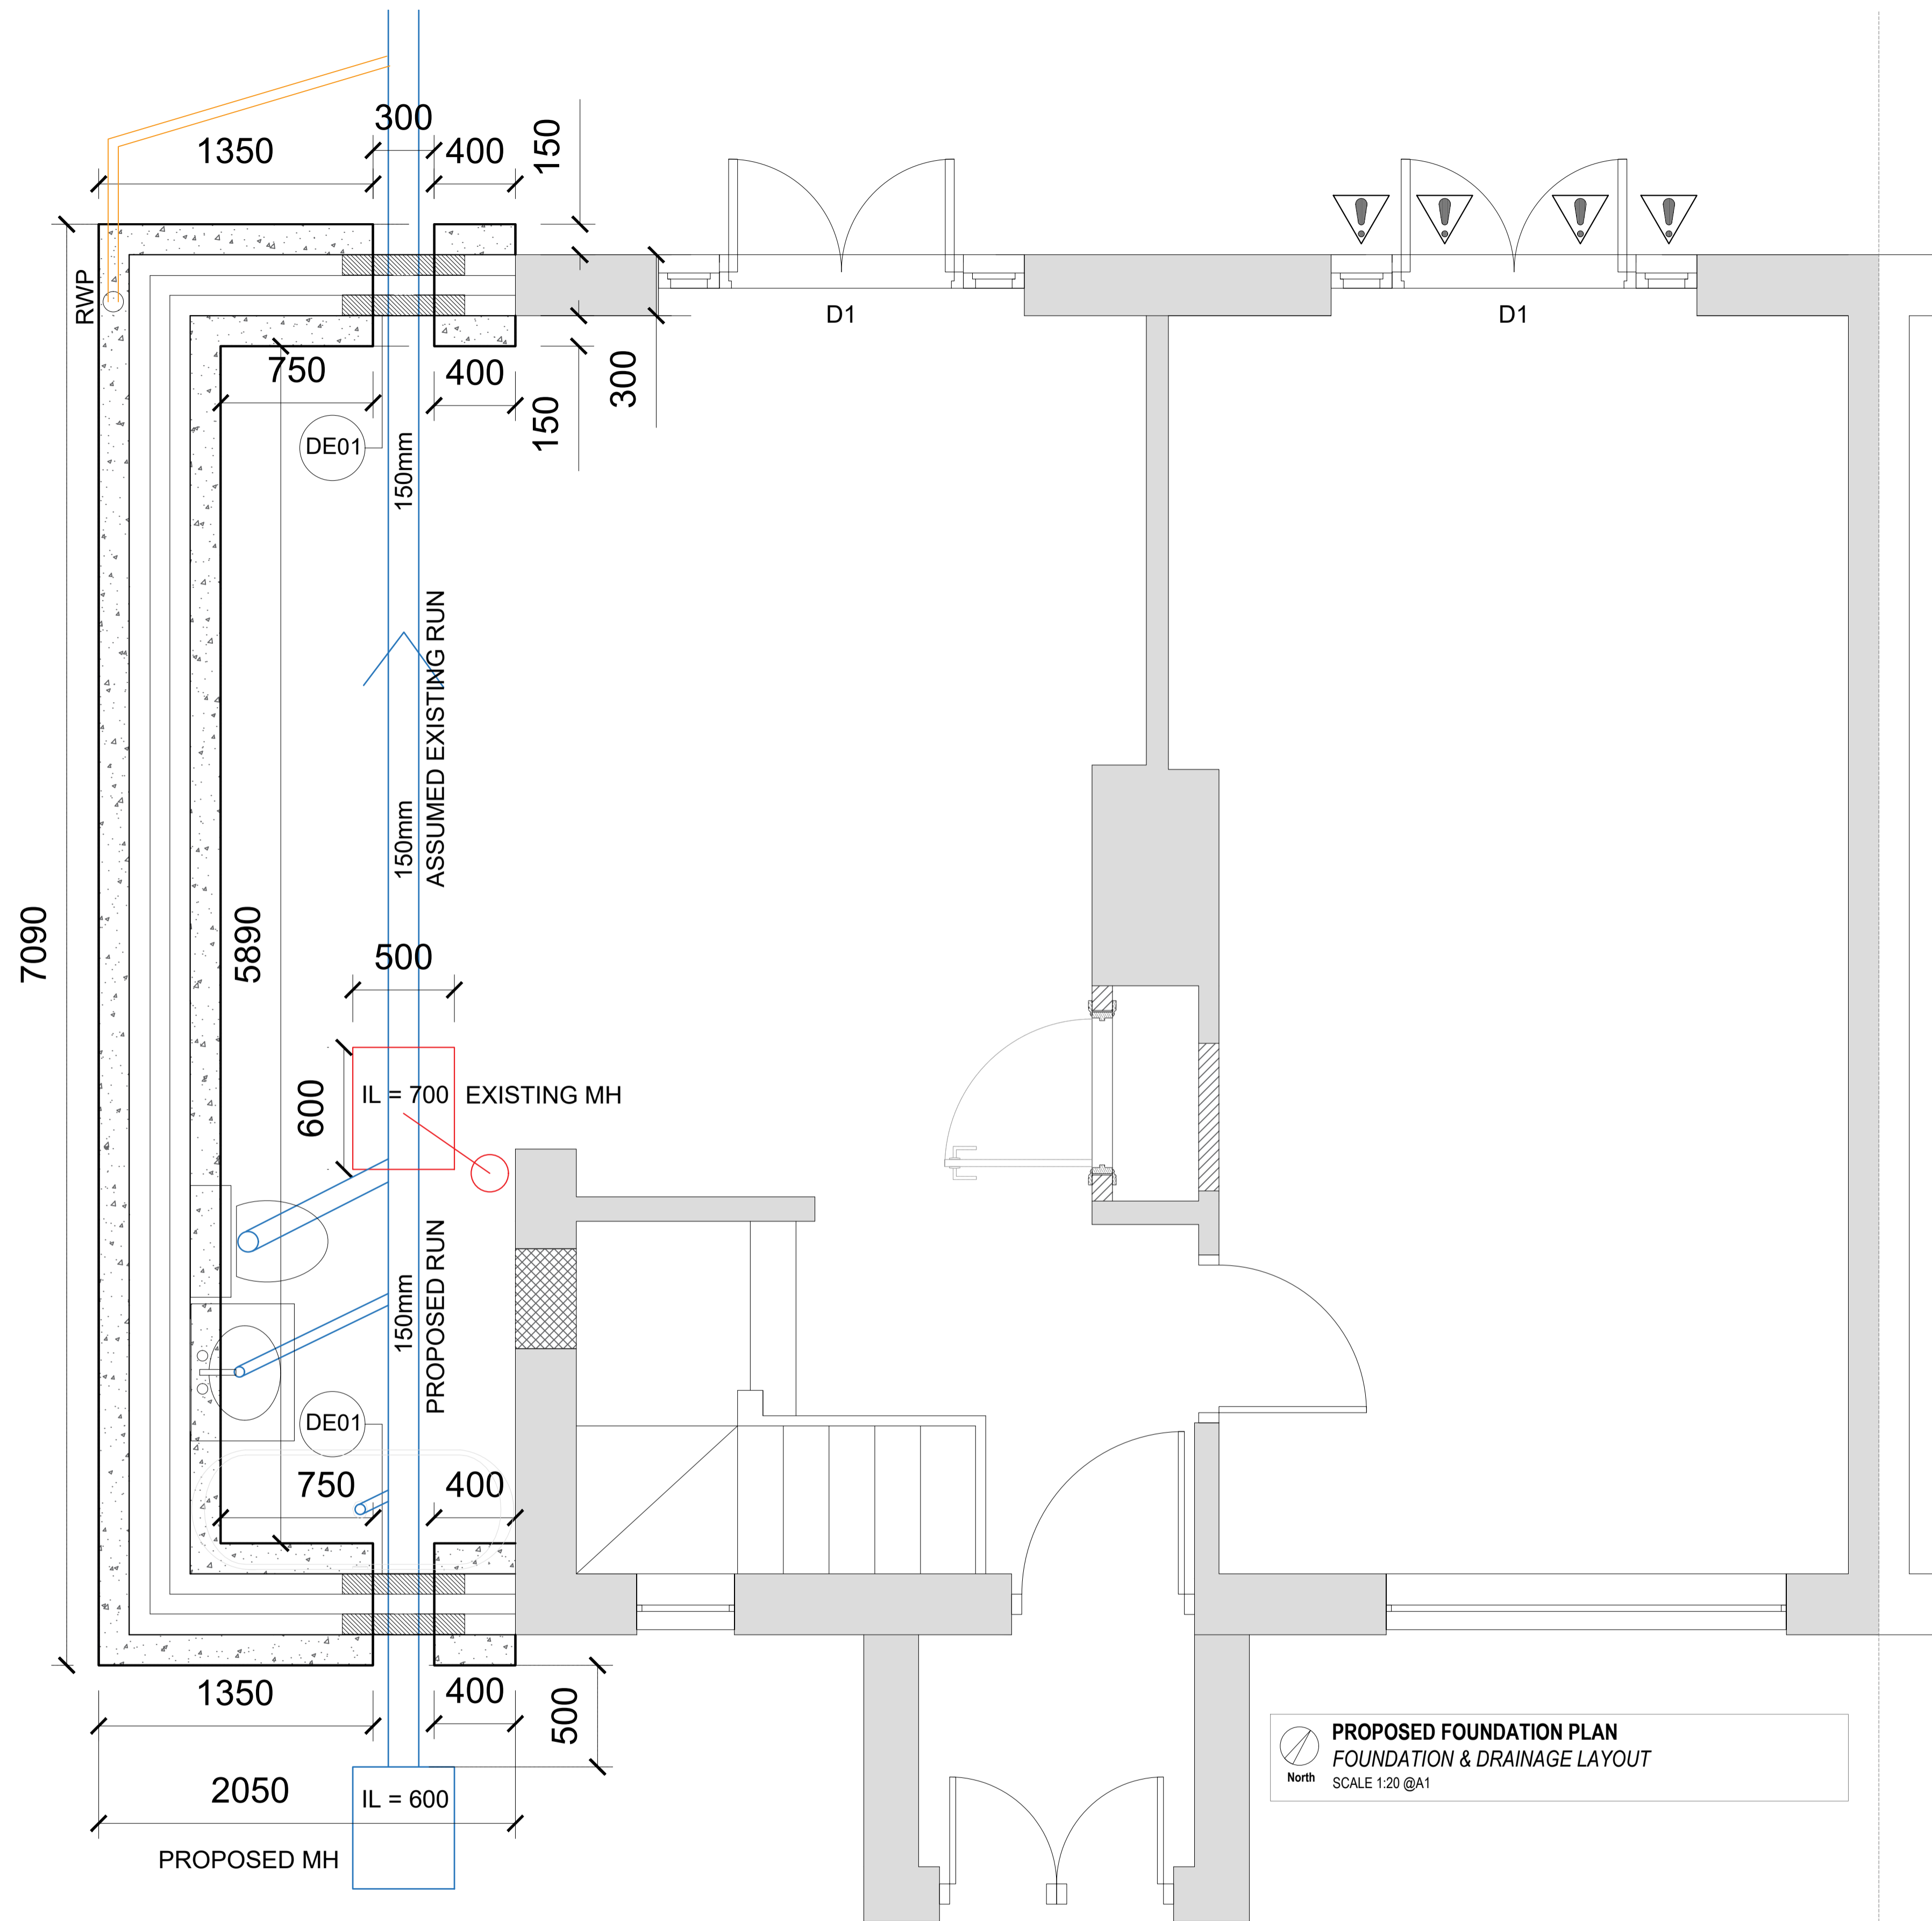 300
1350
400
150
RWP
D1
D1
750
400
300
150
DE01
150mm
ASSUMED EXISTING RUN
150mm
7090
5890
500
IL = 700
EXISTING MH
600
PROPOSED RUN
150mm
DE01
750
400
1350
400
500
2050
IL = 600
PROPOSED MH
PROPOSED FOUNDATION PLAN
FOUNDATION & DRAINAGE LAYOUT
SCALE 1:20 @A1
North